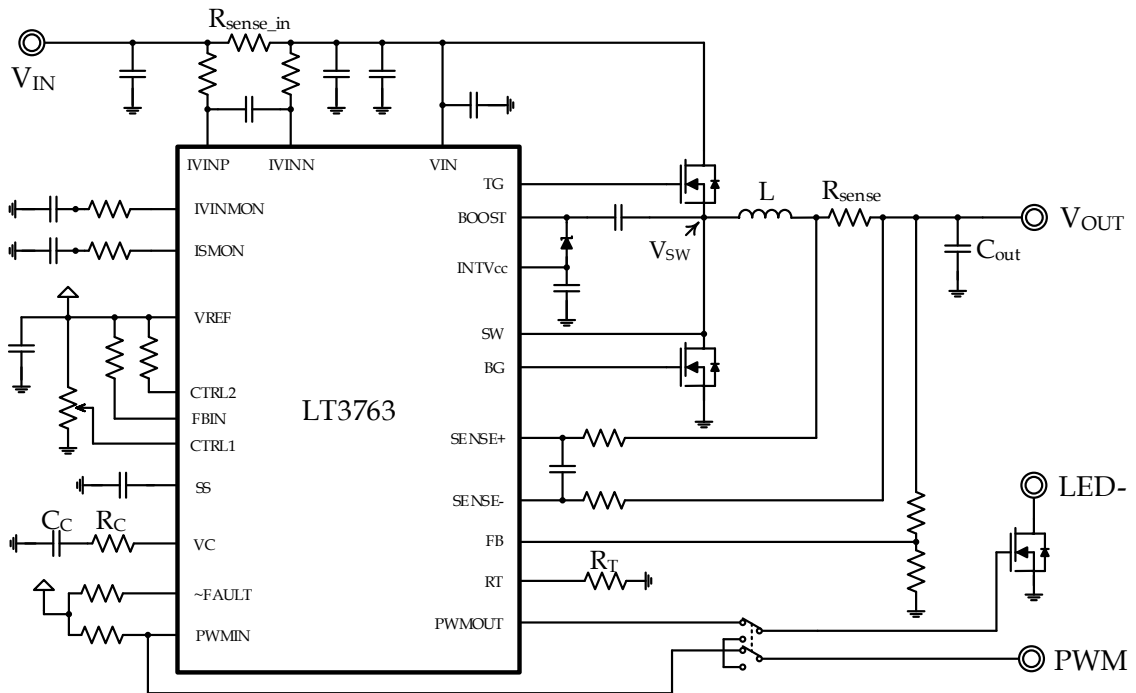 Rsense_in
VIN
IVINP
IVINN
VIN
TG
L
Rsense
IVINMON
BOOST
VOUT
VSW
Cout
ISMON
INTVcc
VREF
SW
BG
CTRL2
LT3763
FBIN
CTRL1
SENSE+
SS
SENSE-
LED-
CC
RC
VC
FB
RT
RT
~FAULT
PWMOUT
PWMIN
PWM